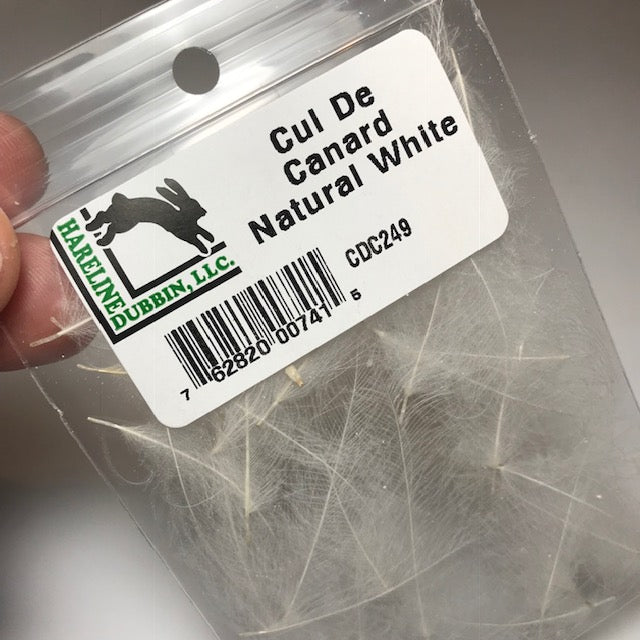 Cul De
Canard
Natural White
CDC249
HARELINE
DUBBIN, LLC.
7 62820 00741 5